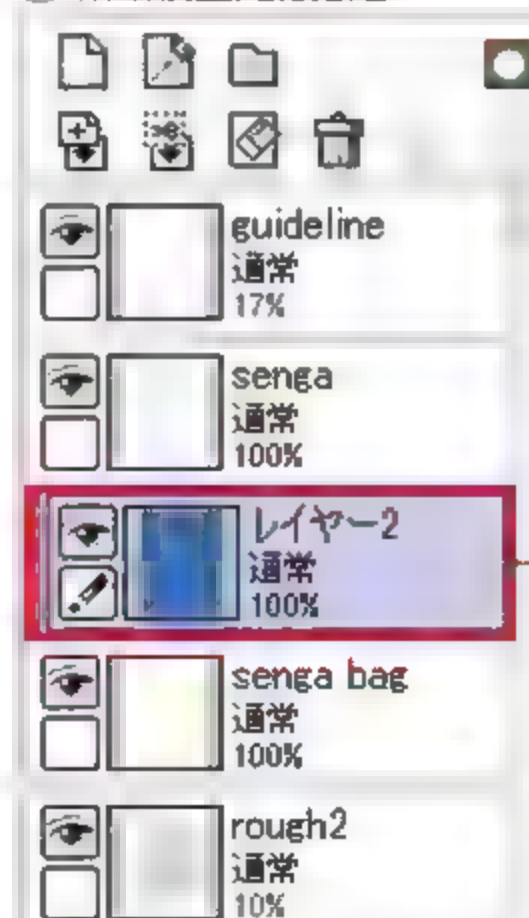 guideline
通常
17%
senga
通常
100%
レイヤー2
通常
100%
senga bag
通常
100%
rough2
通常
10%